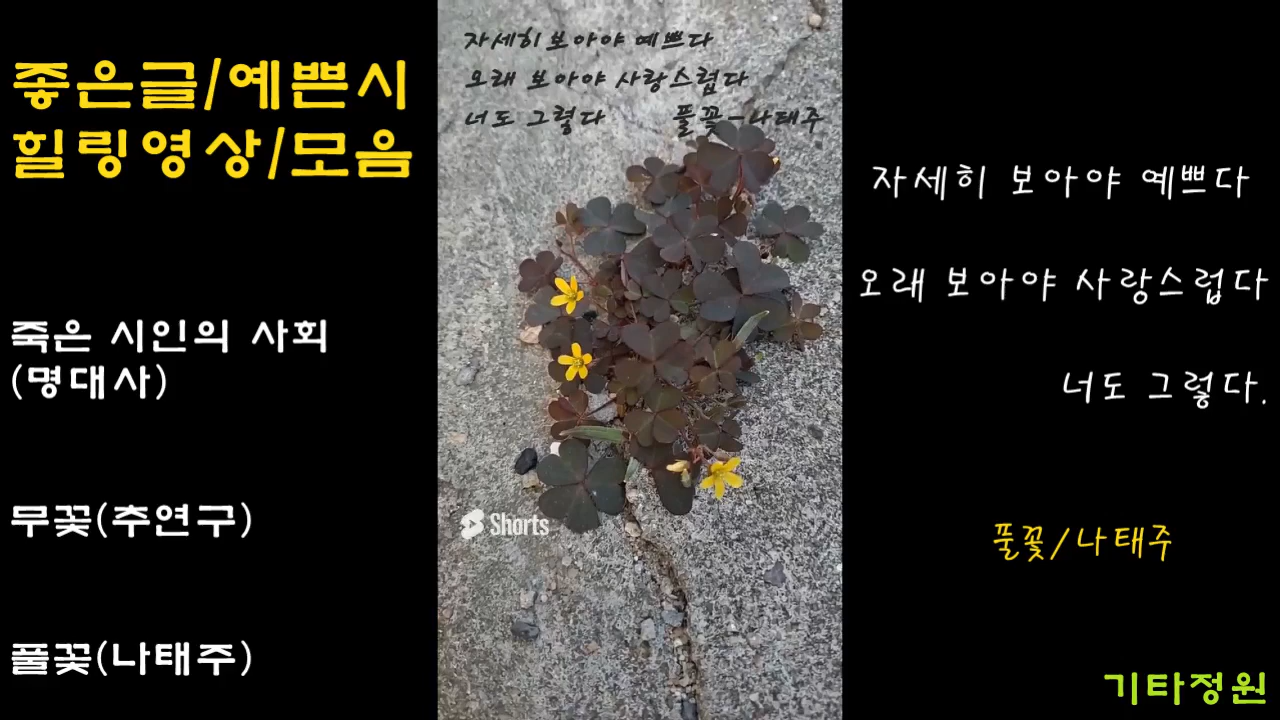 좋은글/예쁜시
힐링영상/모음
죽은 시인의 사회
(명대사)
무꽃(추연구)
풀꽃(나태주)
자세히 보아야 예쁘다
오래 보아야 사랑스럽다
너도 그렇다 풀꽃-나태주
Shorts
자세히 보아야 예쁘다
오래 보아야 사랑스럽다
너도 그렇다.
풀꽃/나태주
기타정원